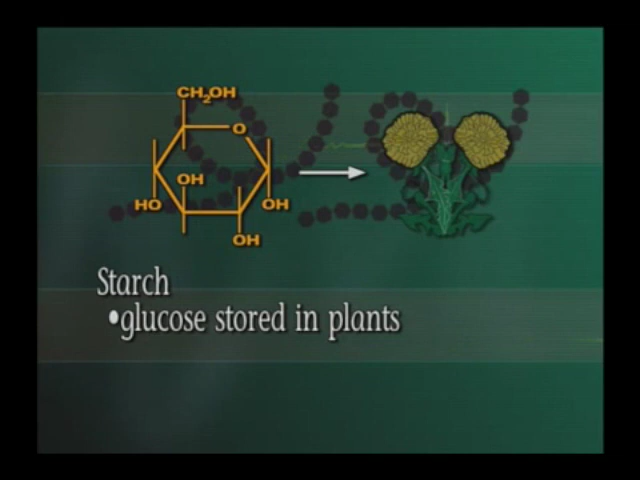 CH2OH
O
OH
HO
OH
OH
Starch
•glucose stored in plants